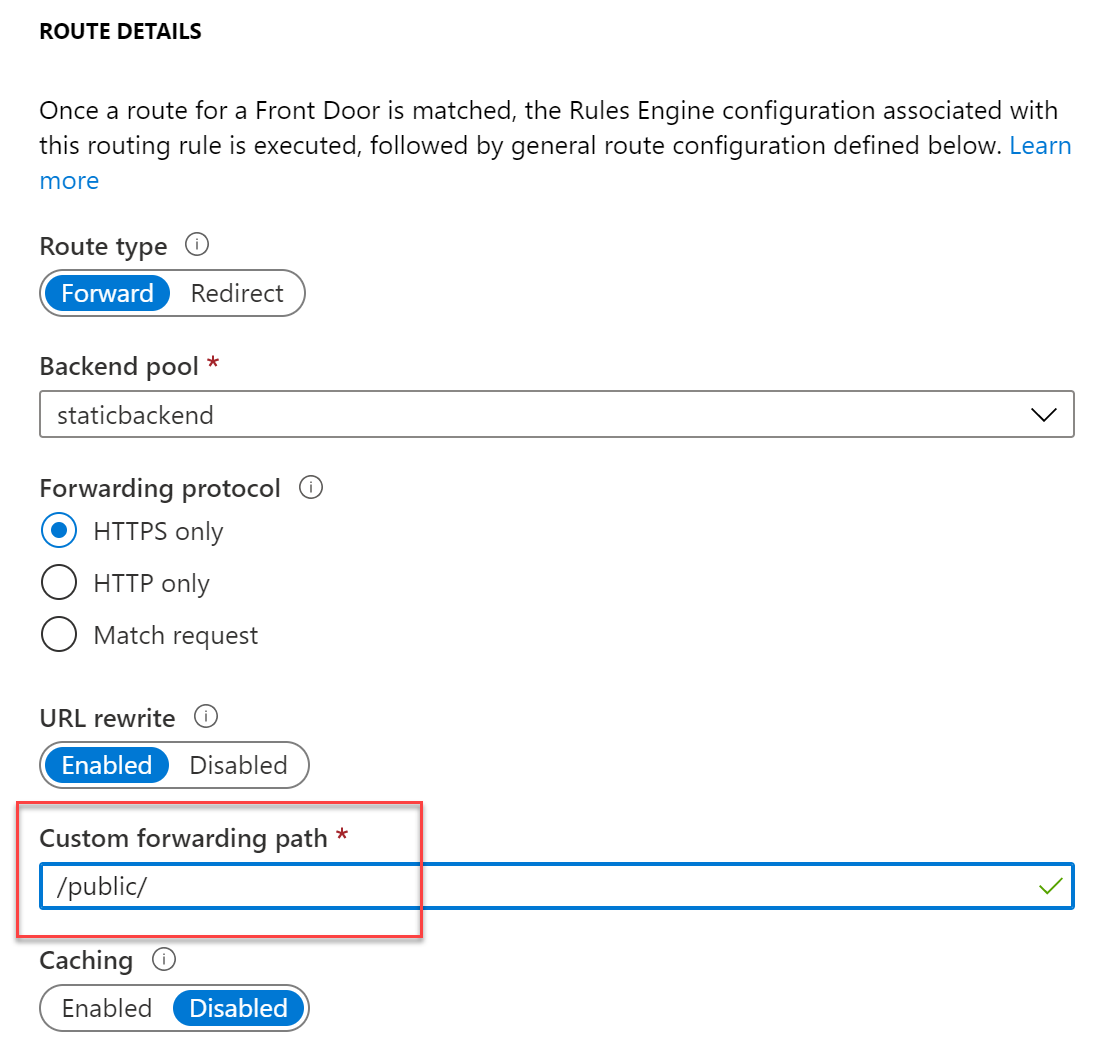 ROUTE DETAILS
Once a route for a Front Door is matched, the Rules Engine configuration associated with
this routing rule is executed, followed by general route configuration defined below. Learn
more
Route type
Forward Redirect
Backend pool *
staticbackend
Forwarding protocol
HTTPS only
HTTP only
Match request
URL rewrite
Enabled Disabled
Custom forwarding path *
/public/
Caching
Enabled Disabled